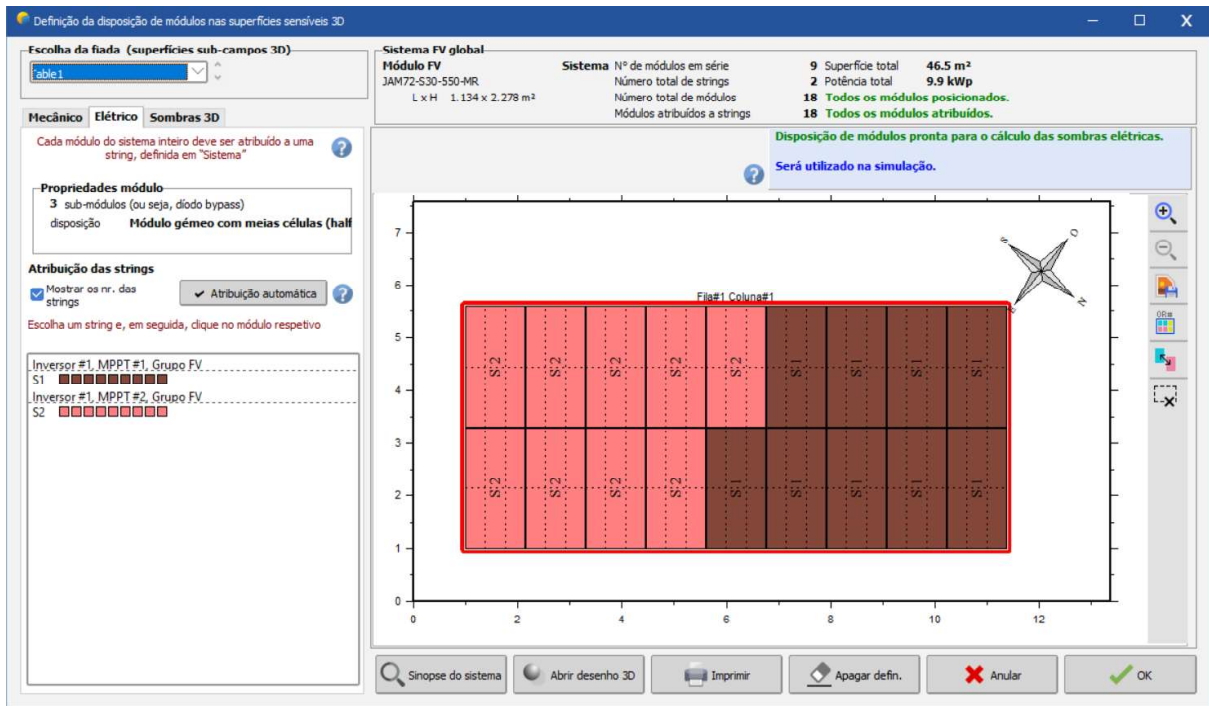 Definição da disposição de módulos nas superfícies sensíveis 3D
Escolha da fiada (superfícies sub-campos 3D)
Table1
Mecânico Elétrico Sombras 3D
Cada módulo do sistema inteiro deve ser atribuído a uma
string, definida em "Sistema"
Propriedades módulo
3 sub-módulos (ou seja, díodo bypass)
disposição Módulo gémeo com meias células (half
Atribuição das strings
Mostrar os nr. das
strings
Atribuição automática
Escolha um string e, em seguida, clique no módulo respetivo
Inversor #1, MPPT #1, Grupo FV
S1
Inversor #1, MPPT #2, Grupo FV
S2
Sistema FV global
Módulo FV Sistema Nº de módulos em série 9 Superfície total 46.5 m²
JAM72-S30-550-MR Número total de strings 2 Potência total 9.9 kWp
L x H 1.134 x 2.278 m² Número total de módulos 18 Todos os módulos posicionados.
Módulos atribuídos a strings 18 Todos os módulos atribuídos.
Disposição de módulos pronta para o cálculo das sombras elétricas.
Será utilizado na simulação.
S O N E
Fila#1 Coluna#1
7
6
5
4
3
2
1
0
S 2 S 2 S 2 S 2 S 2 S 1 S 1 S 1 S 1
S 2 S 2 S 2 S 2 S 1 S 1 S 1 S 1 S 1
0 2 4 6 8 10 12
Sinopse do sistema Abrir desenho 3D Imprimir Apagar defin. Anular OK